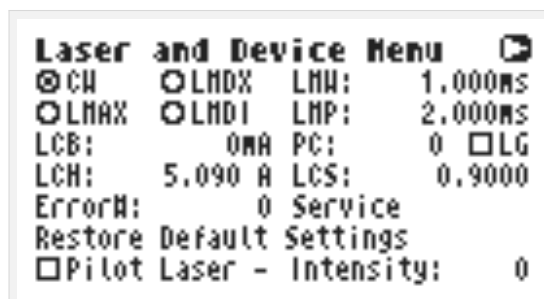 Laser and Device Menu
CW LMDX LMW: 1.000ms
LMAX LMDI LMP: 2.000ms
LCB: 0mA PC: 0 LG
LCM: 5.090 A LCS: 0.9000
Error#: 0 Service
Restore Default Settings
Pilot Laser - Intensity: 0